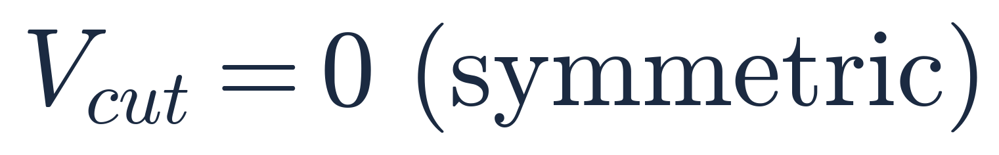 V_{cut} = 0 (symmetric)